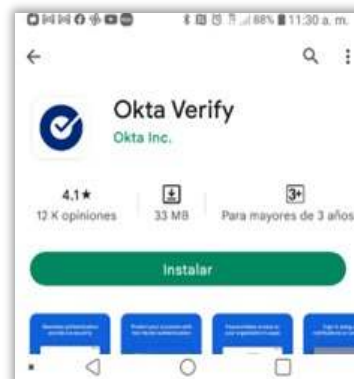 88% 11:30 a. m.
Okta Verify
Okta Inc.
4.1★
12 K opiniones
33 MB
3+
Para mayores de 3 años
Instalar